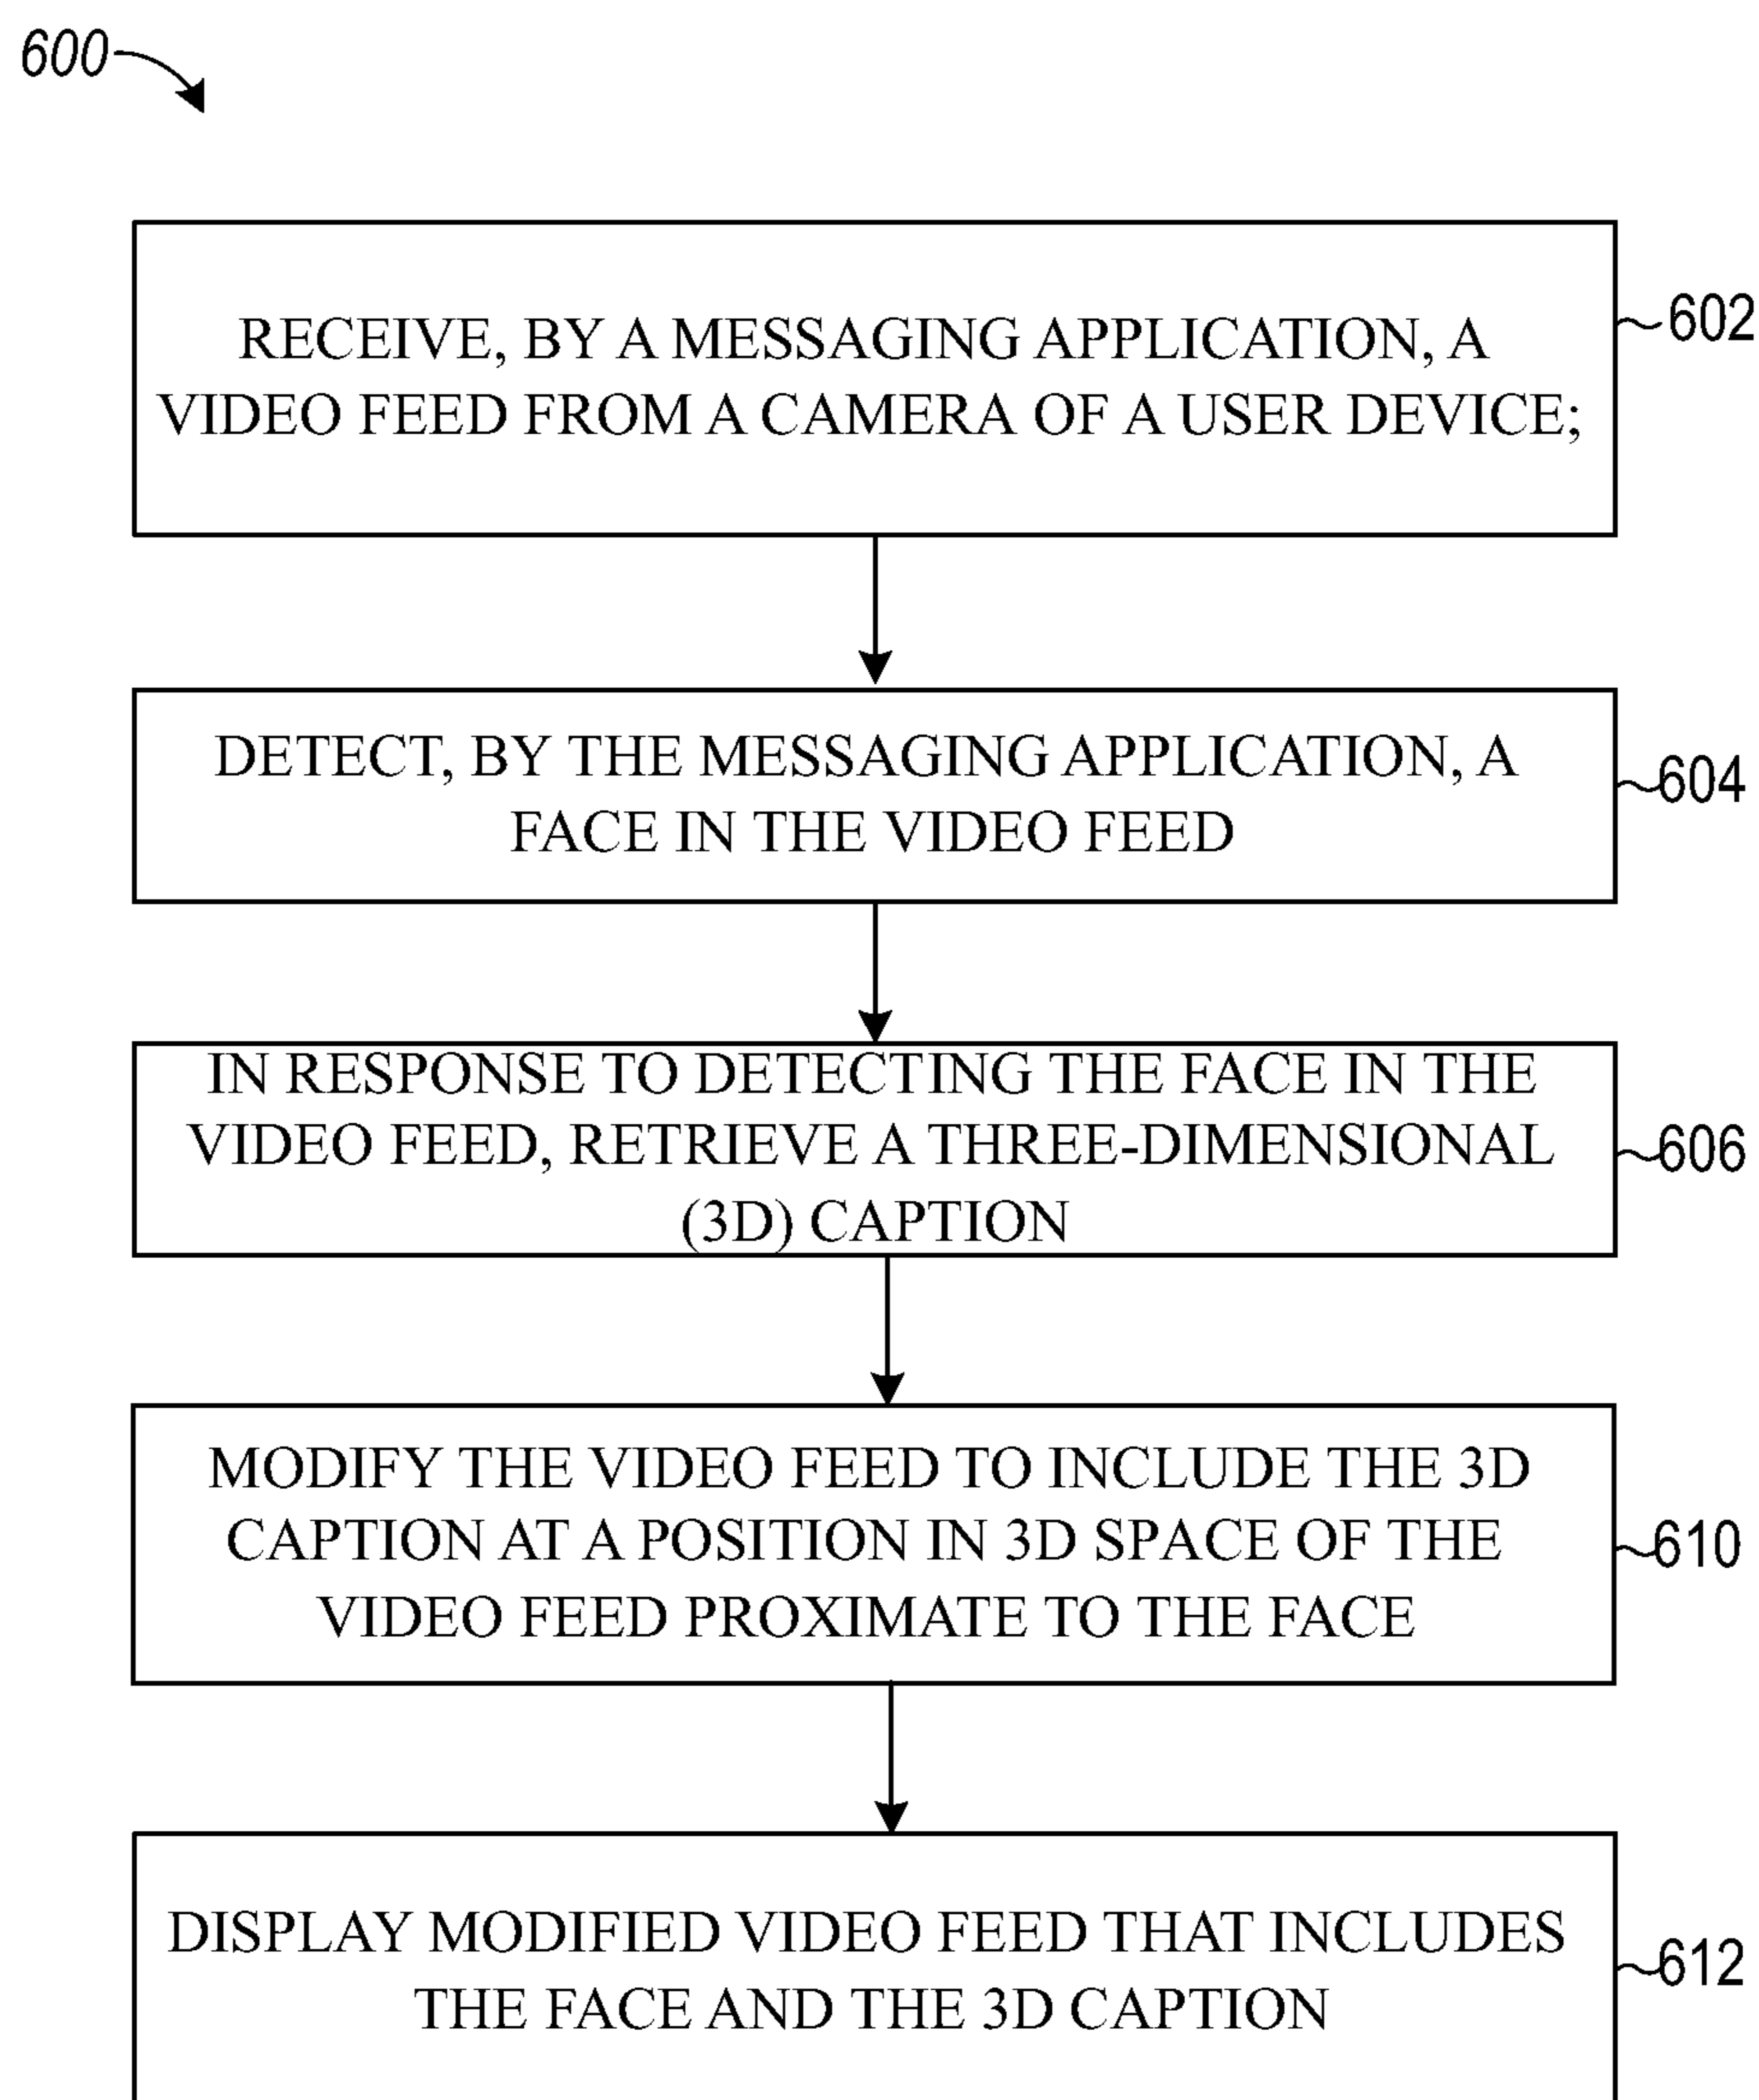 600
RECEIVE, BY A MESSAGING APPLICATION, A
VIDEO FEED FROM A CAMERA OF A USER DEVICE;
602
DETECT, BY THE MESSAGING APPLICATION, A
FACE IN THE VIDEO FEED
604
IN RESPONSE TO DETECTING THE FACE IN THE
VIDEO FEED, RETRIEVE A THREE-DIMENSIONAL
(3D) CAPTION
606
MODIFY THE VIDEO FEED TO INCLUDE THE 3D
CAPTION AT A POSITION IN 3D SPACE OF THE
VIDEO FEED PROXIMATE TO THE FACE
610
DISPLAY MODIFIED VIDEO FEED THAT INCLUDES
THE FACE AND THE 3D CAPTION
612